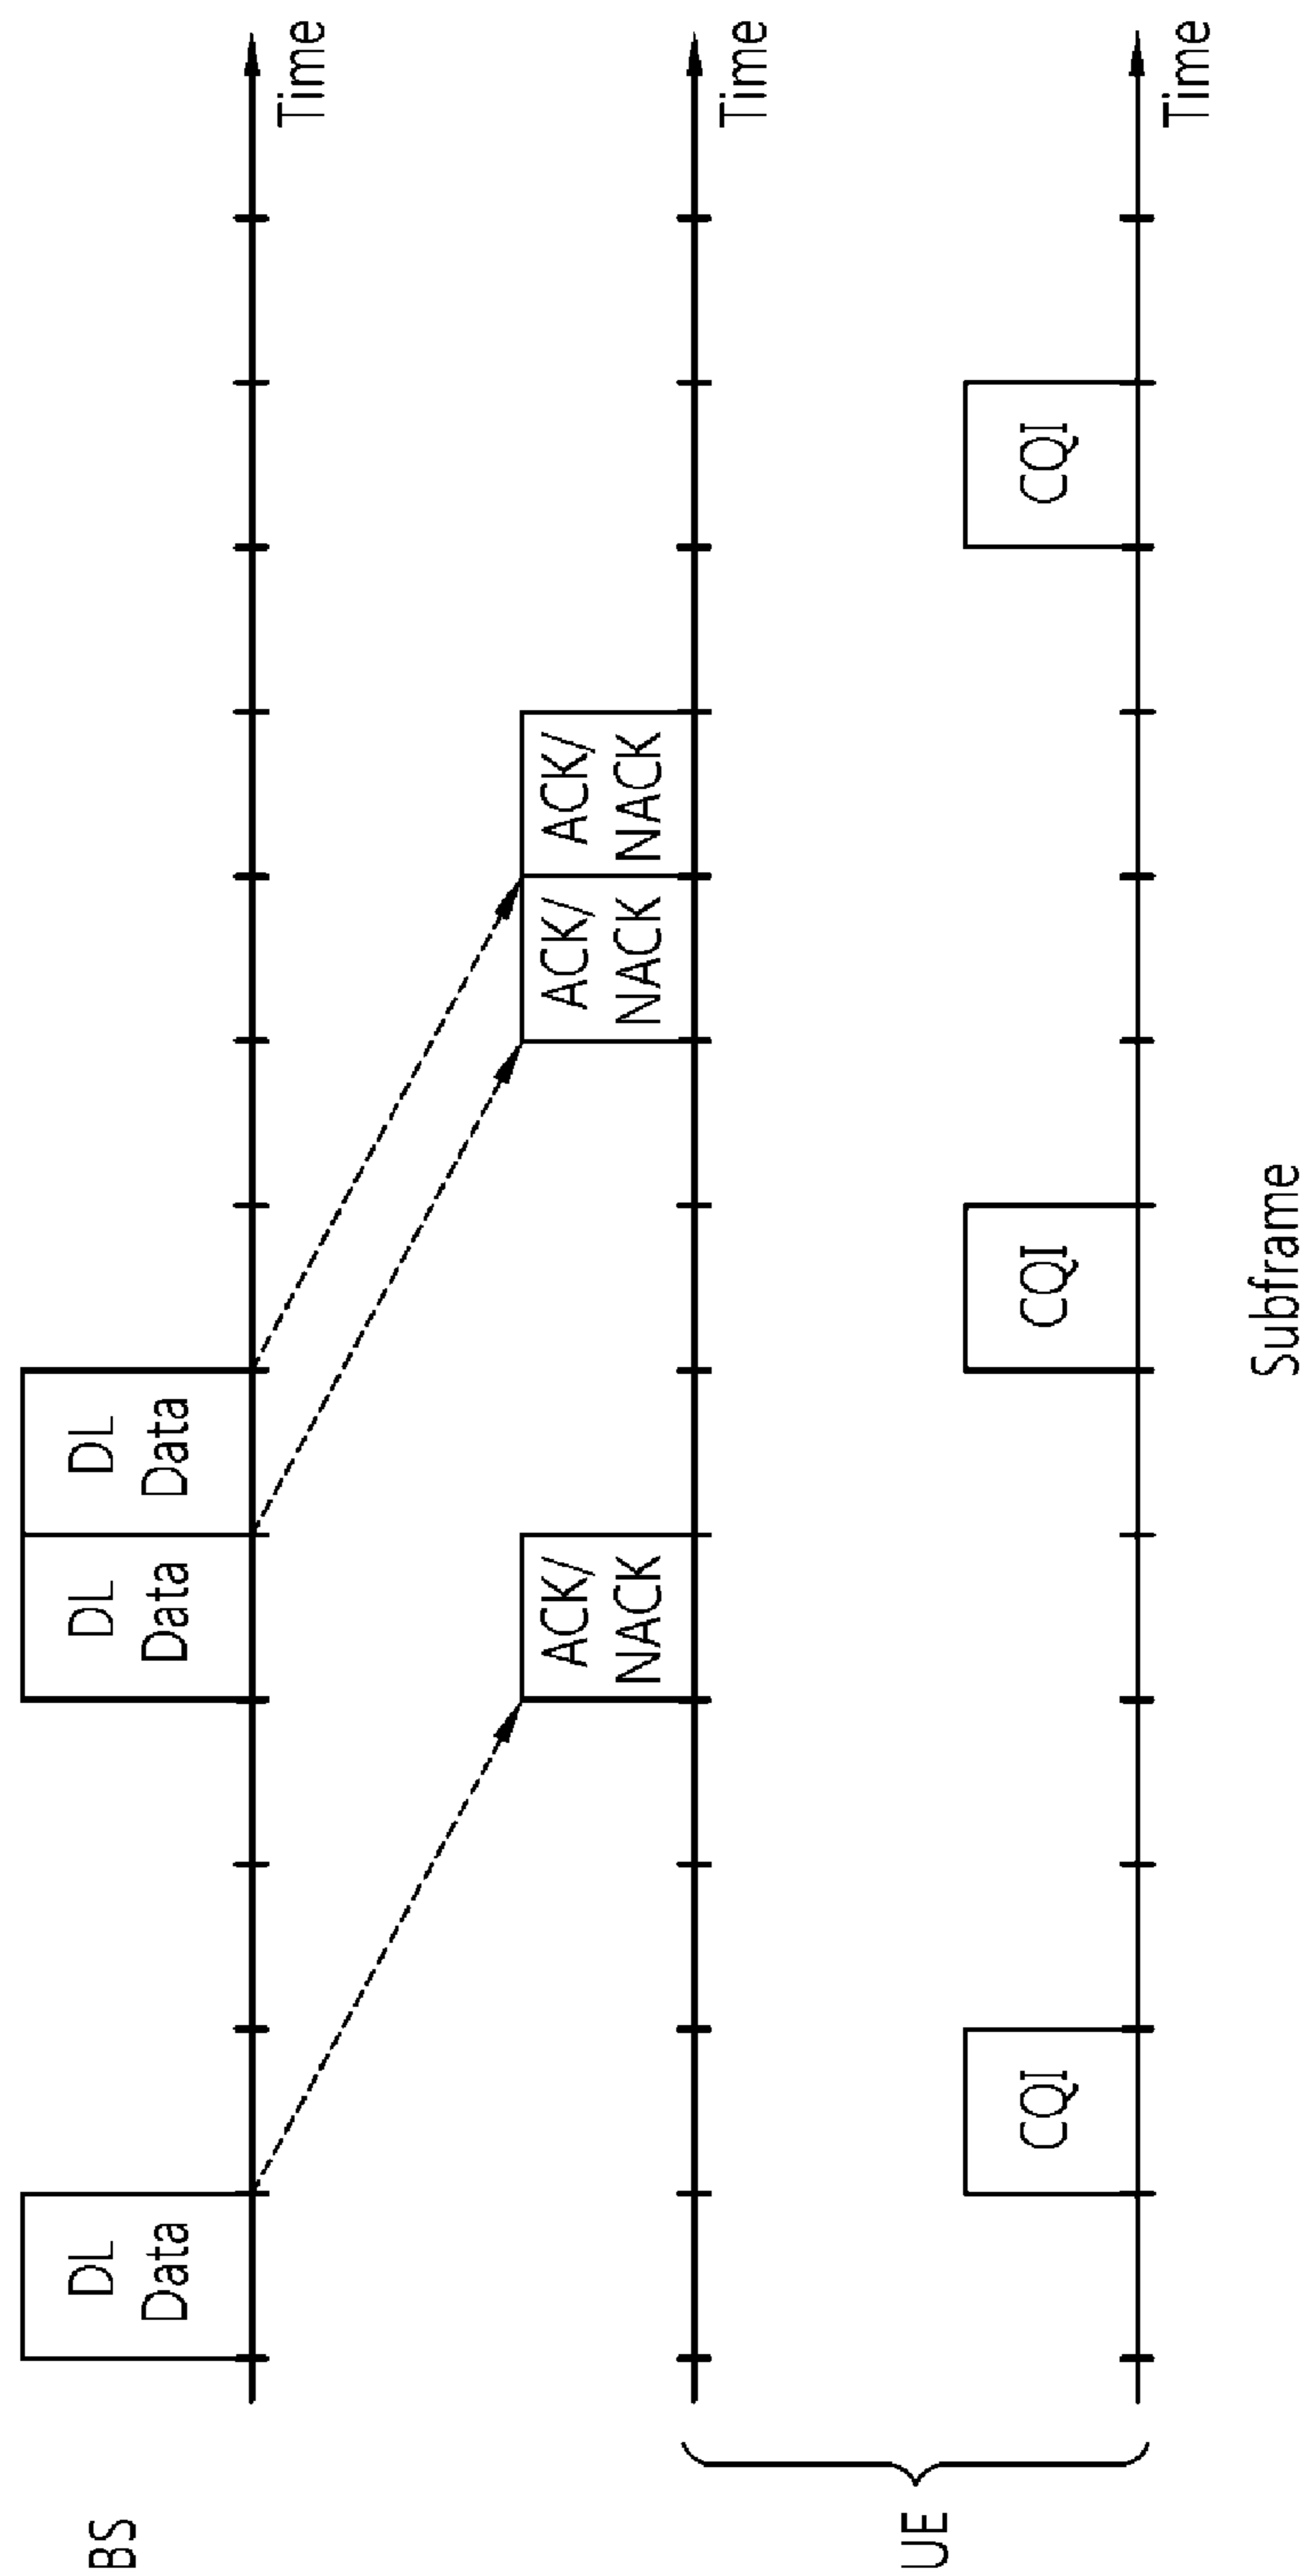 BS
DL
Data
DL
Data
DL
Data
Time
ACK/
NACK
ACK/
NACK
ACK/
NACK
Time
UE
CQI
CQI
CQI
Time
Subframe